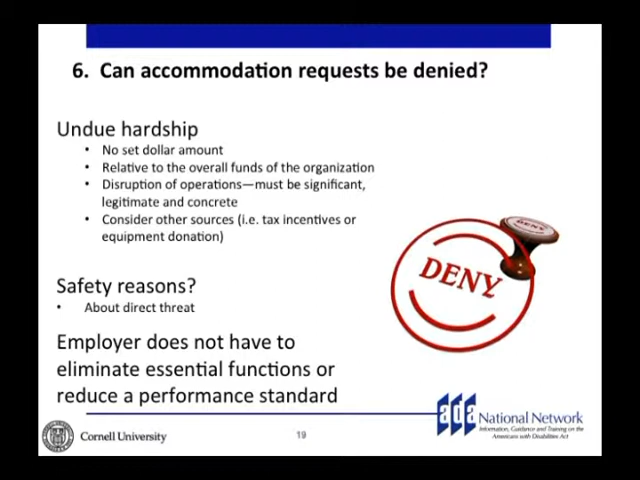 6. Can accommodation requests be denied?
Undue hardship
• No set dollar amount
• Relative to the overall funds of the organization
• Disruption of operations—must be significant,
legitimate and concrete
• Consider other sources (i.e. tax incentives or
equipment donation)
DENY
DENY
Safety reasons?
• About direct threat
Employer does not have to
eliminate essential functions or
reduce a performance standard
Cornell University
19
ada National Network
Information, Guidance and Training on the
Americans with Disabilities Act